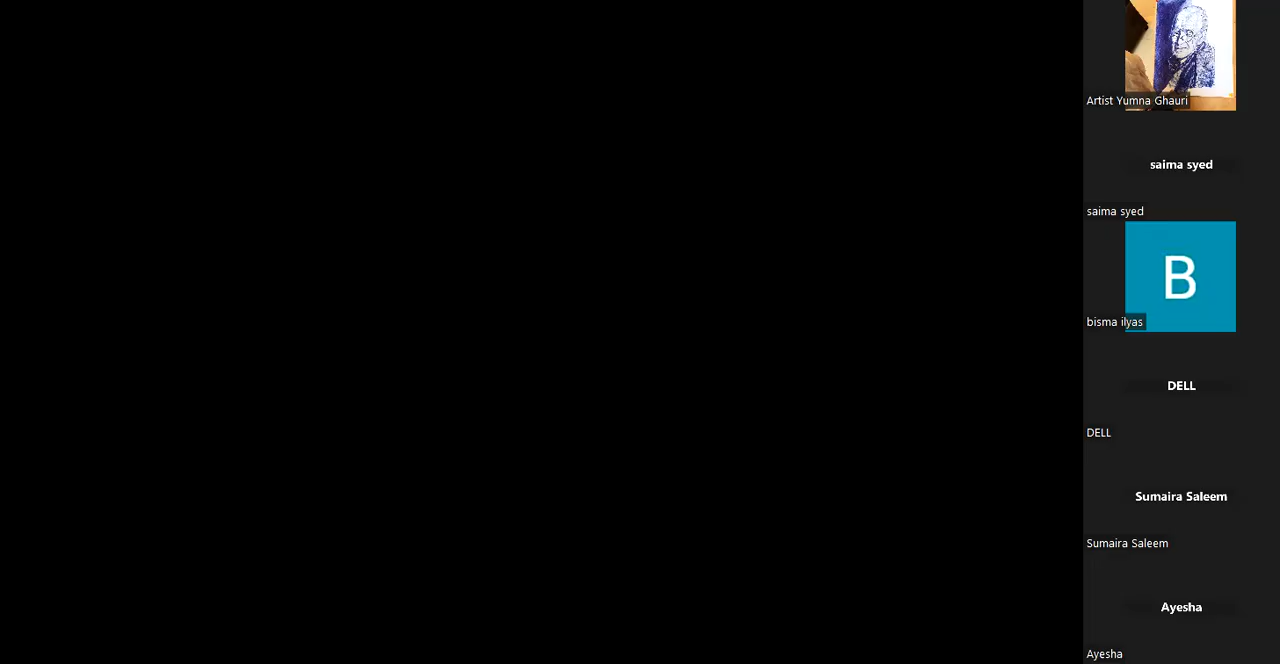 Artist Yumna Ghauri
saima syed
saima syed
B
bisma ilyas
DELL
DELL
Sumaira Saleem
Sumaira Saleem
Ayesha
Ayesha